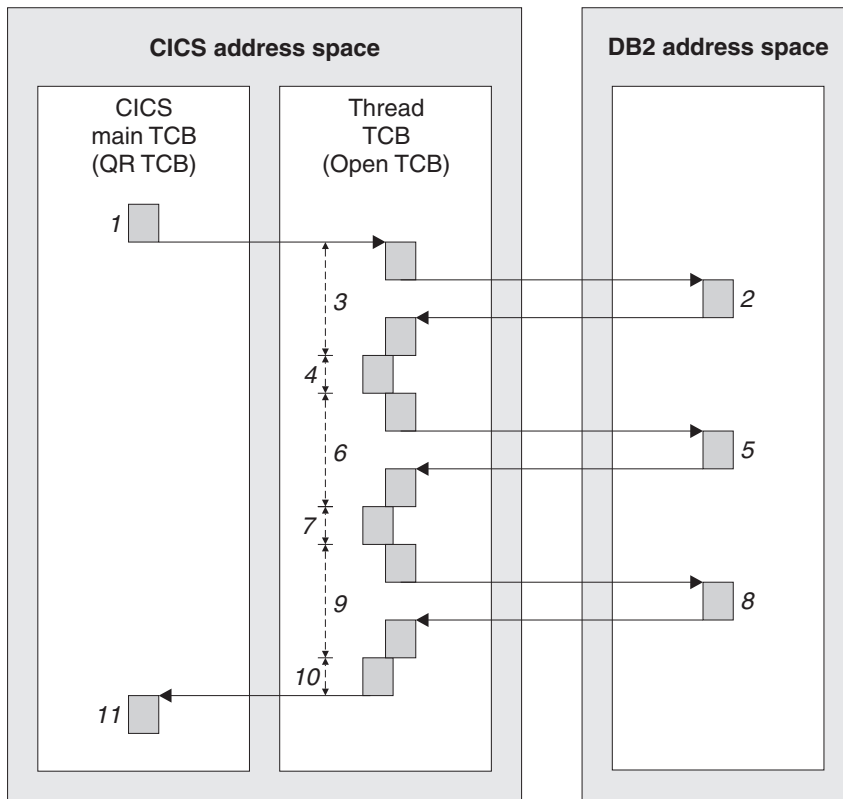 CICS address space
DB2 address space
CICS
main TCB
(QR TCB)
Thread
TCB
(Open TCB)
1
2
3
4
5
6
7
8
9
10
11